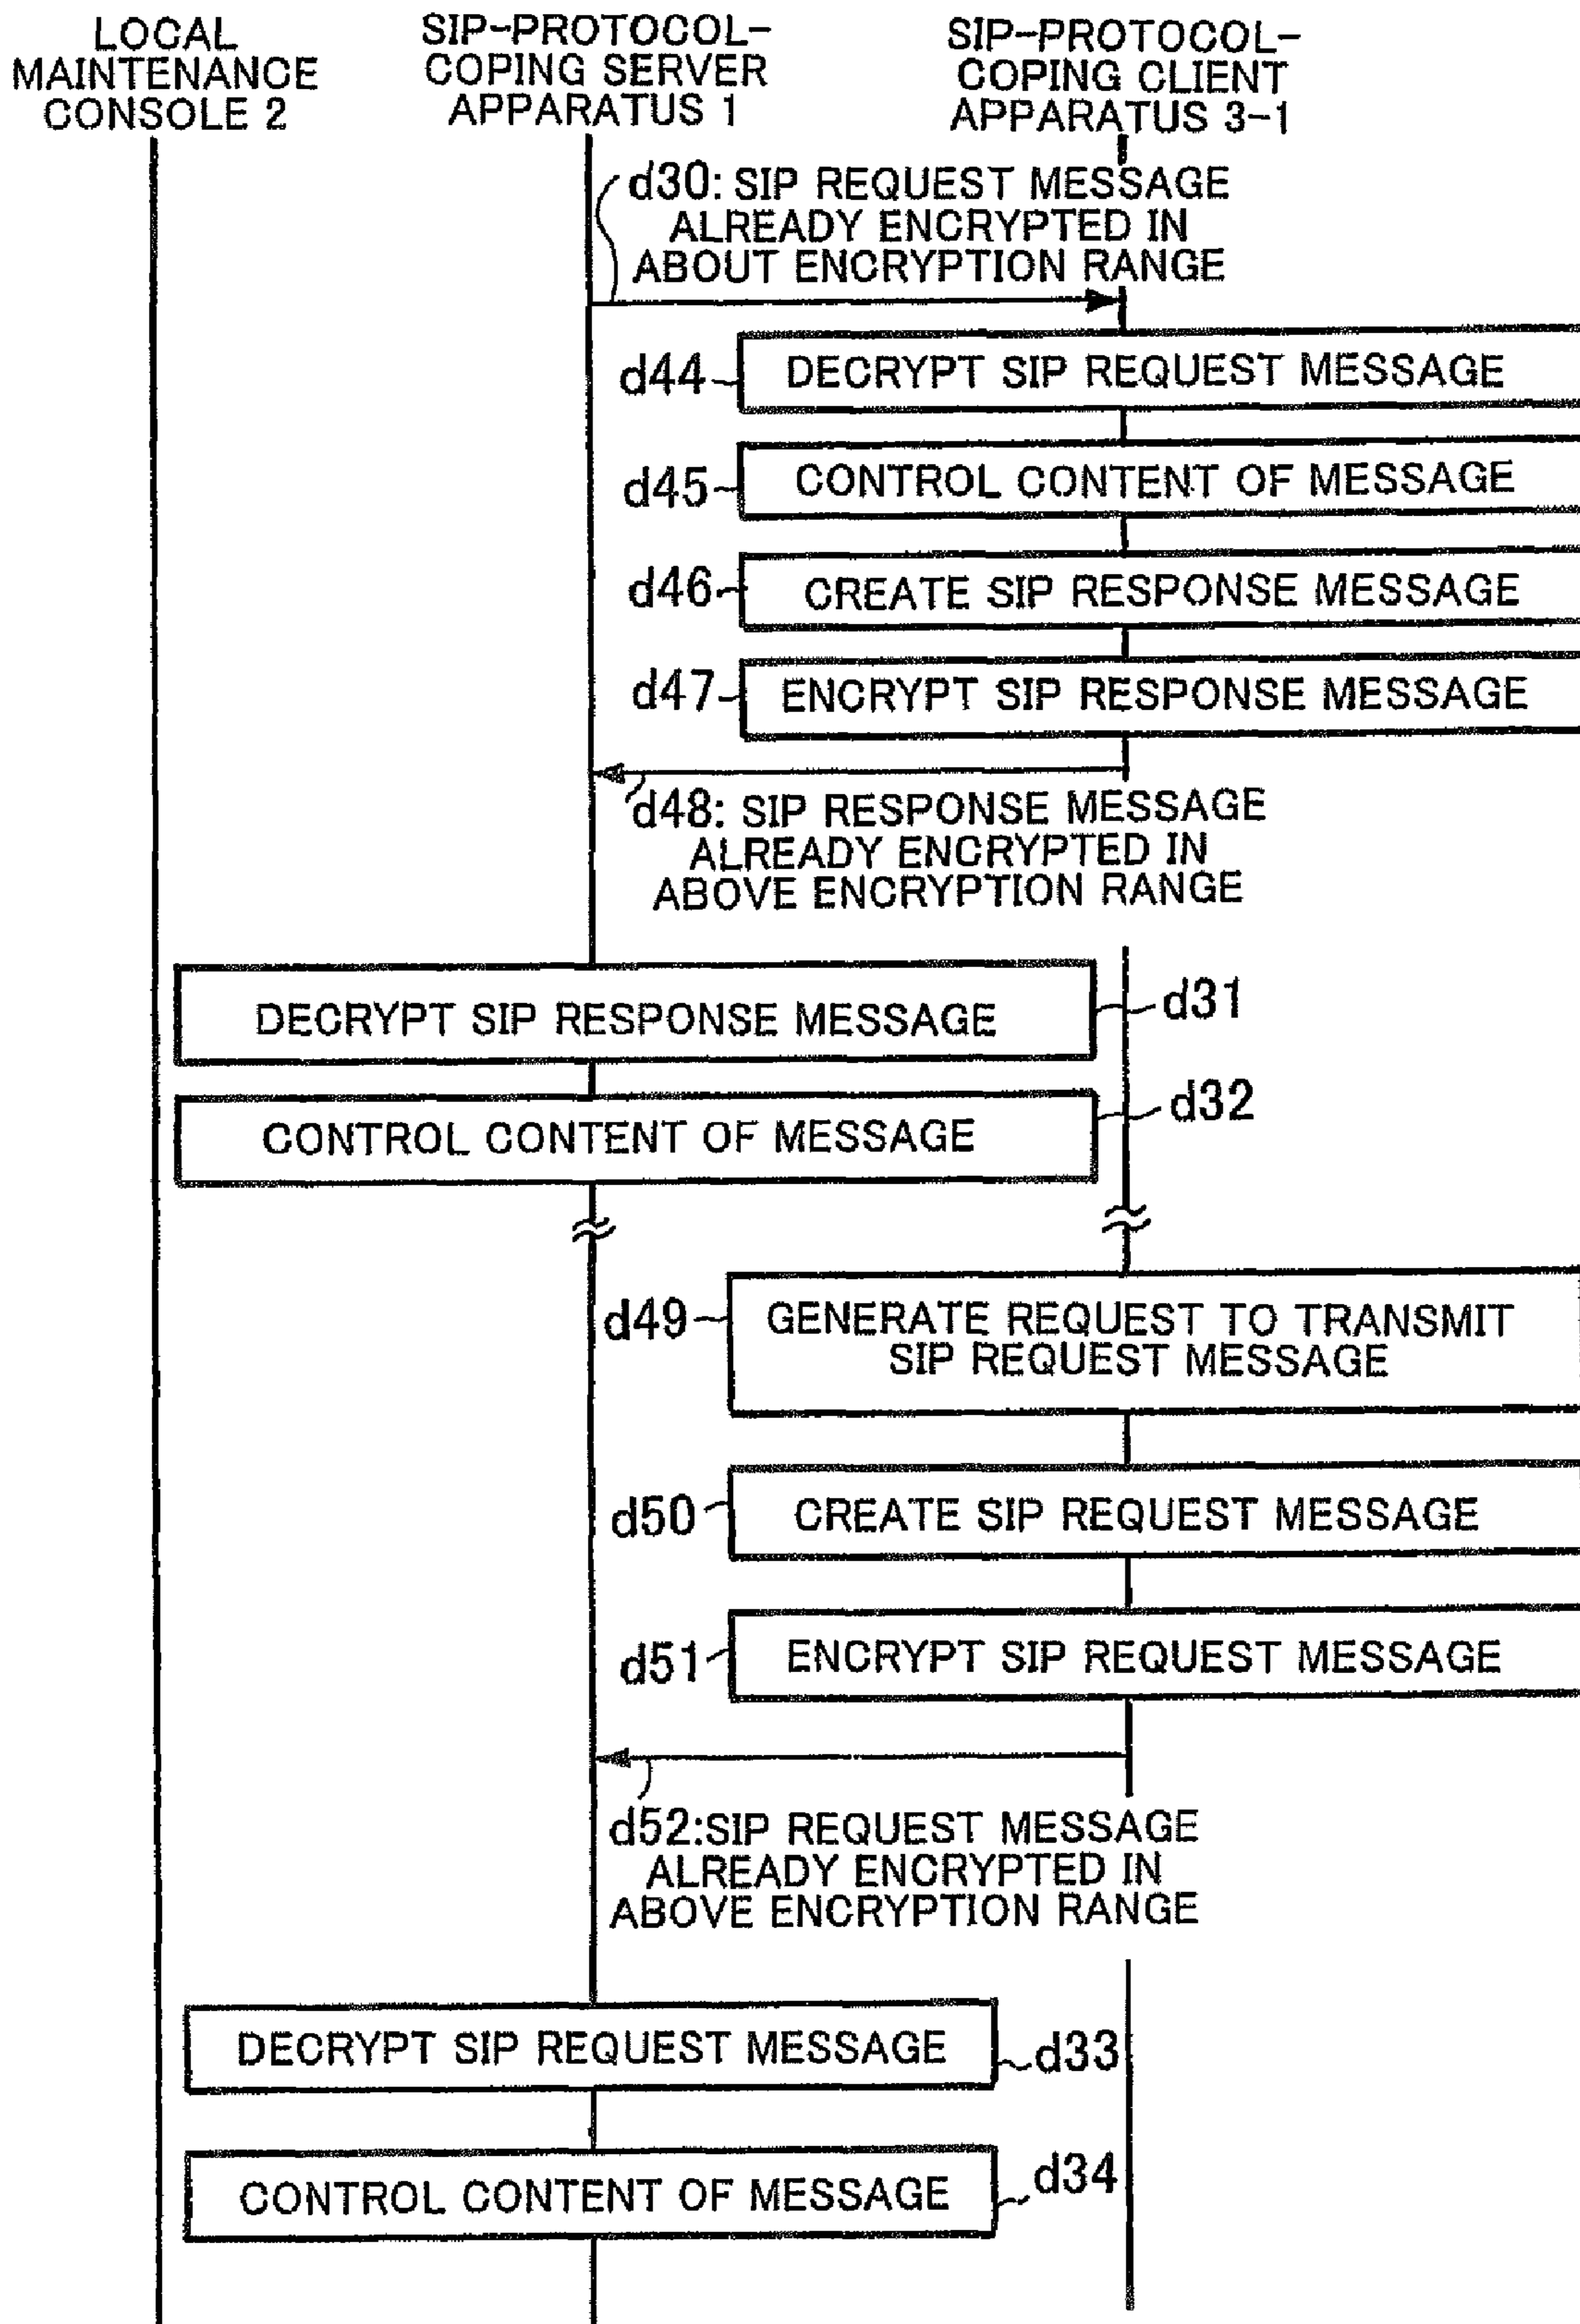 LOCAL
MAINTENANCE
CONSOLE 2
SIP-PROTOCOL-
COPING SERVER
APPARATUS 1
SIP-PROTOCOL-
COPING CLIENT
APPARATUS 3-1
d30: SIP REQUEST MESSAGE
ALREADY ENCRYPTED IN
ABOUT ENCRYPTION RANGE
d44 DECRYPT SIP REQUEST MESSAGE
d45 CONTROL CONTENT OF MESSAGE
d46 CREATE SIP RESPONSE MESSAGE
d47 ENCRYPT SIP RESPONSE MESSAGE
d48: SIP RESPONSE MESSAGE
ALREADY ENCRYPTED IN
ABOVE ENCRYPTION RANGE
DECRYPT SIP RESPONSE MESSAGE d31
CONTROL CONTENT OF MESSAGE d32
d49 GENERATE REQUEST TO TRANSMIT
SIP REQUEST MESSAGE
d50 CREATE SIP REQUEST MESSAGE
d51 ENCRYPT SIP REQUEST MESSAGE
d52:SIP REQUEST MESSAGE
ALREADY ENCRYPTED IN
ABOVE ENCRYPTION RANGE
DECRYPT SIP REQUEST MESSAGE d33
CONTROL CONTENT OF MESSAGE d34